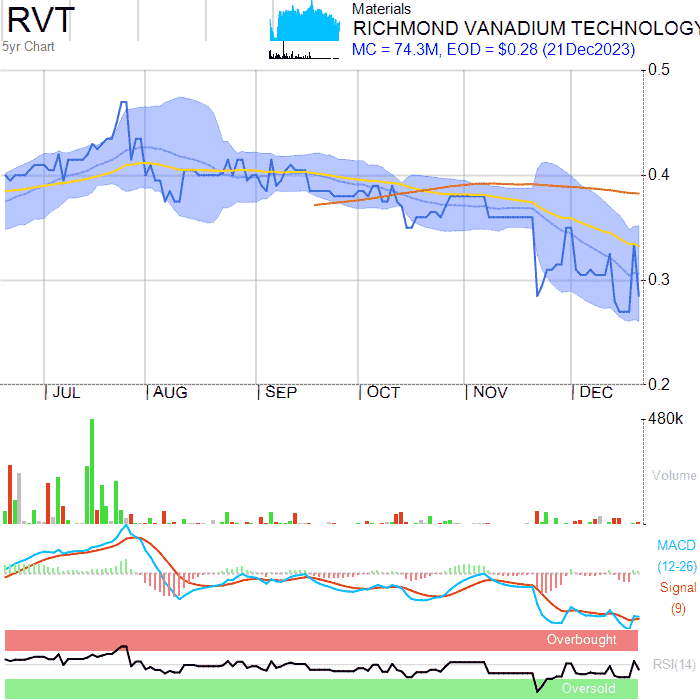 RVT
5yr Chart
Materials
RICHMOND VANADIUM TECHNOLOGY
MC = 74.3M, EOD = $0.28 (21Dec2023)
0.5
0.4
0.3
0.2
JUL AUG SEP OCT NOV DEC
480k
Volume
MACD
(12-26)
Signal
(9)
Overbought
RSI(14)
Oversold